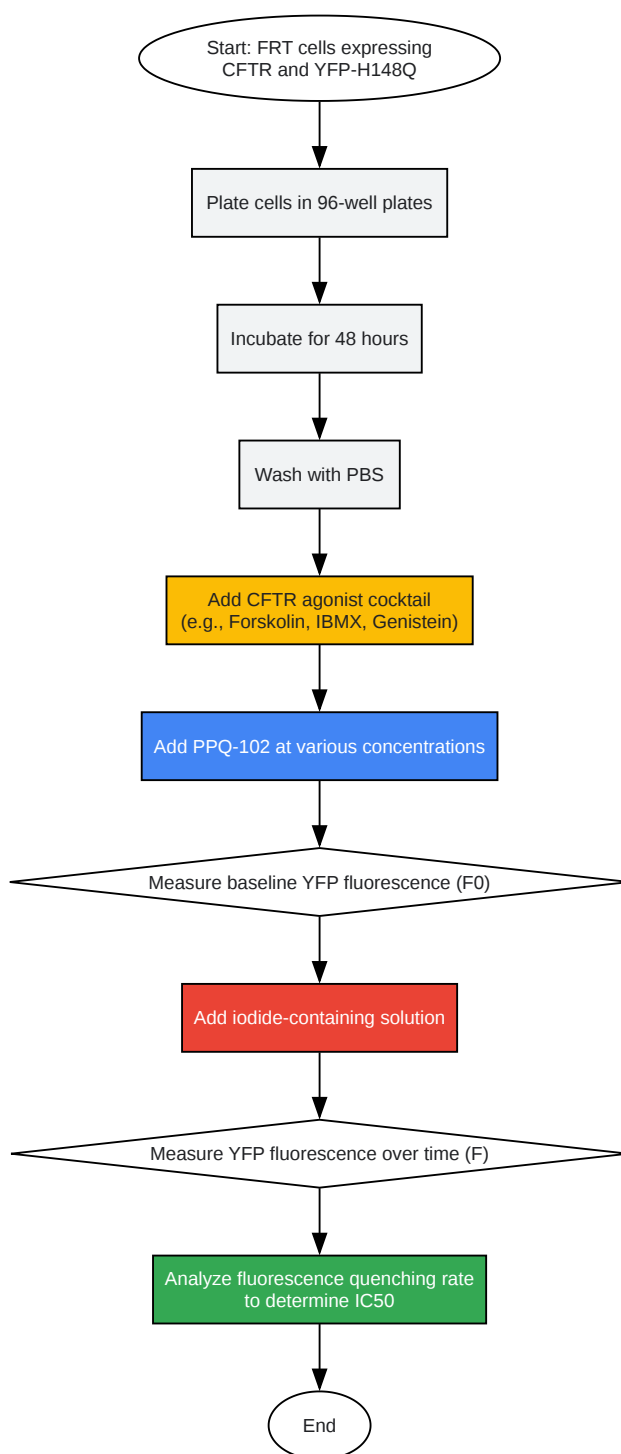 Start: FRT cells expressing
CFTR and YFP-H148Q
Plate cells in 96-well plates
Incubate for 48 hours
Wash with PBS
Add CFTR agonist cocktail
(e.g., Forskolin, IBMX, Genistein)
Add PPQ-102 at various concentrations
Measure baseline YFP fluorescence (F0)
Add iodide-containing solution
Measure YFP fluorescence over time (F)
Analyze fluorescence quenching rate
to determine IC50
End